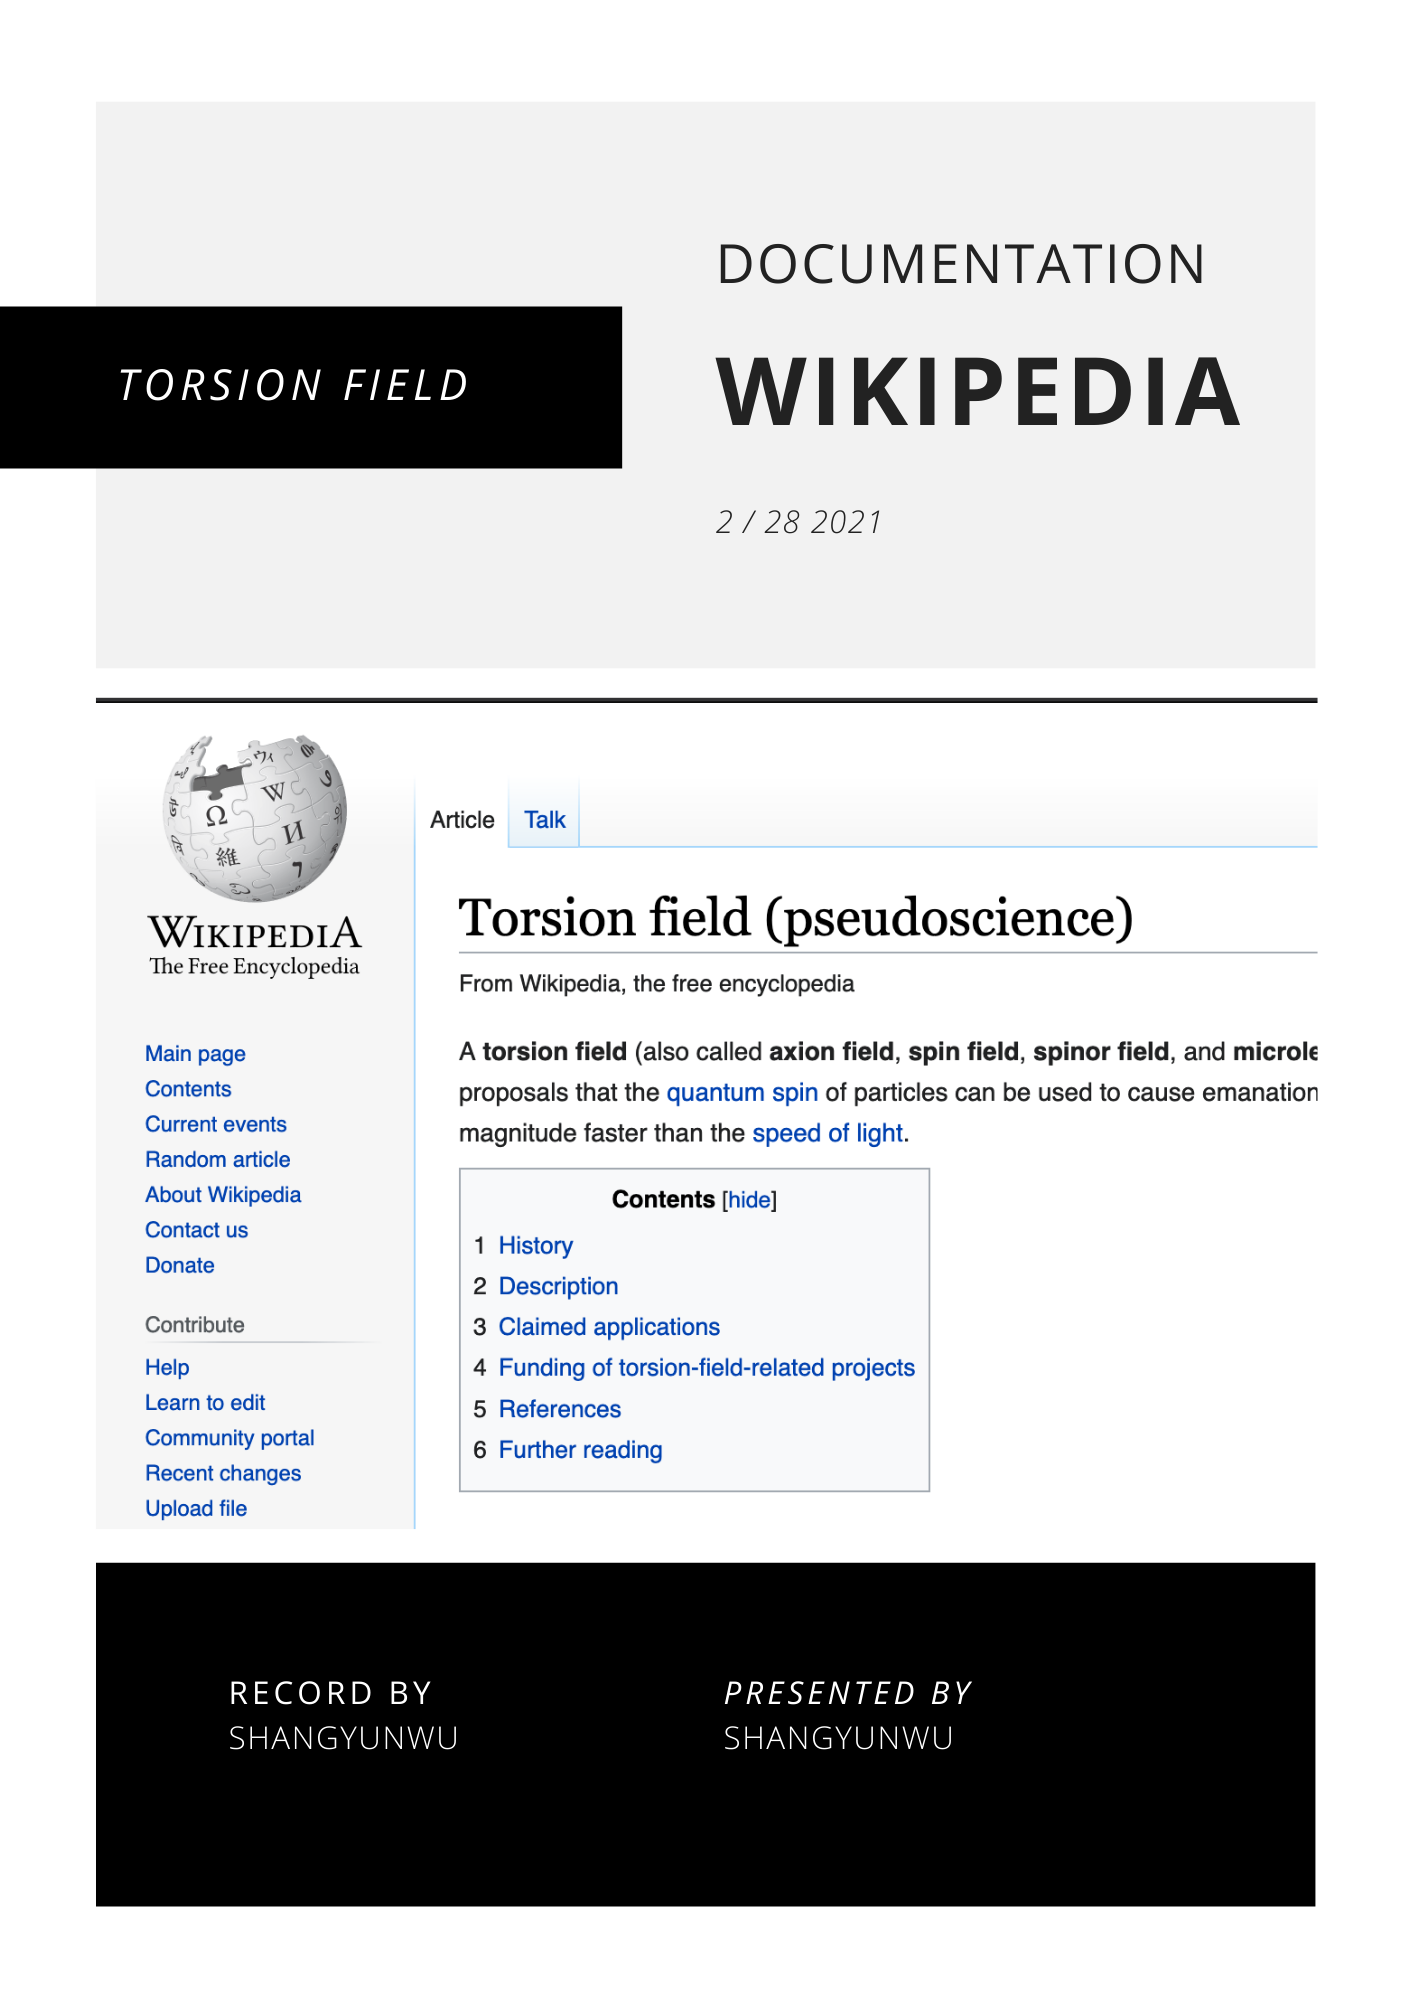 DOCUMENTATION
WIKIPEDIA
TORSION FIELD
2 / 28 2021
Ω W И 維 7 ウィ
WIKIPEDIA
The Free Encyclopedia
Main page
Contents
Current events
Random article
About Wikipedia
Contact us
Donate
Contribute
Help
Learn to edit
Community portal
Recent changes
Upload file
Article Talk
Torsion field (pseudoscience)
From Wikipedia, the free encyclopedia
A torsion field (also called axion field, spin field, spinor field, and microle
proposals that the quantum spin of particles can be used to cause emanation
magnitude faster than the speed of light.
Contents [hide]
1 History
2 Description
3 Claimed applications
4 Funding of torsion-field-related projects
5 References
6 Further reading
RECORD BY
SHANGYUNWU
PRESENTED BY
SHANGYUNWU